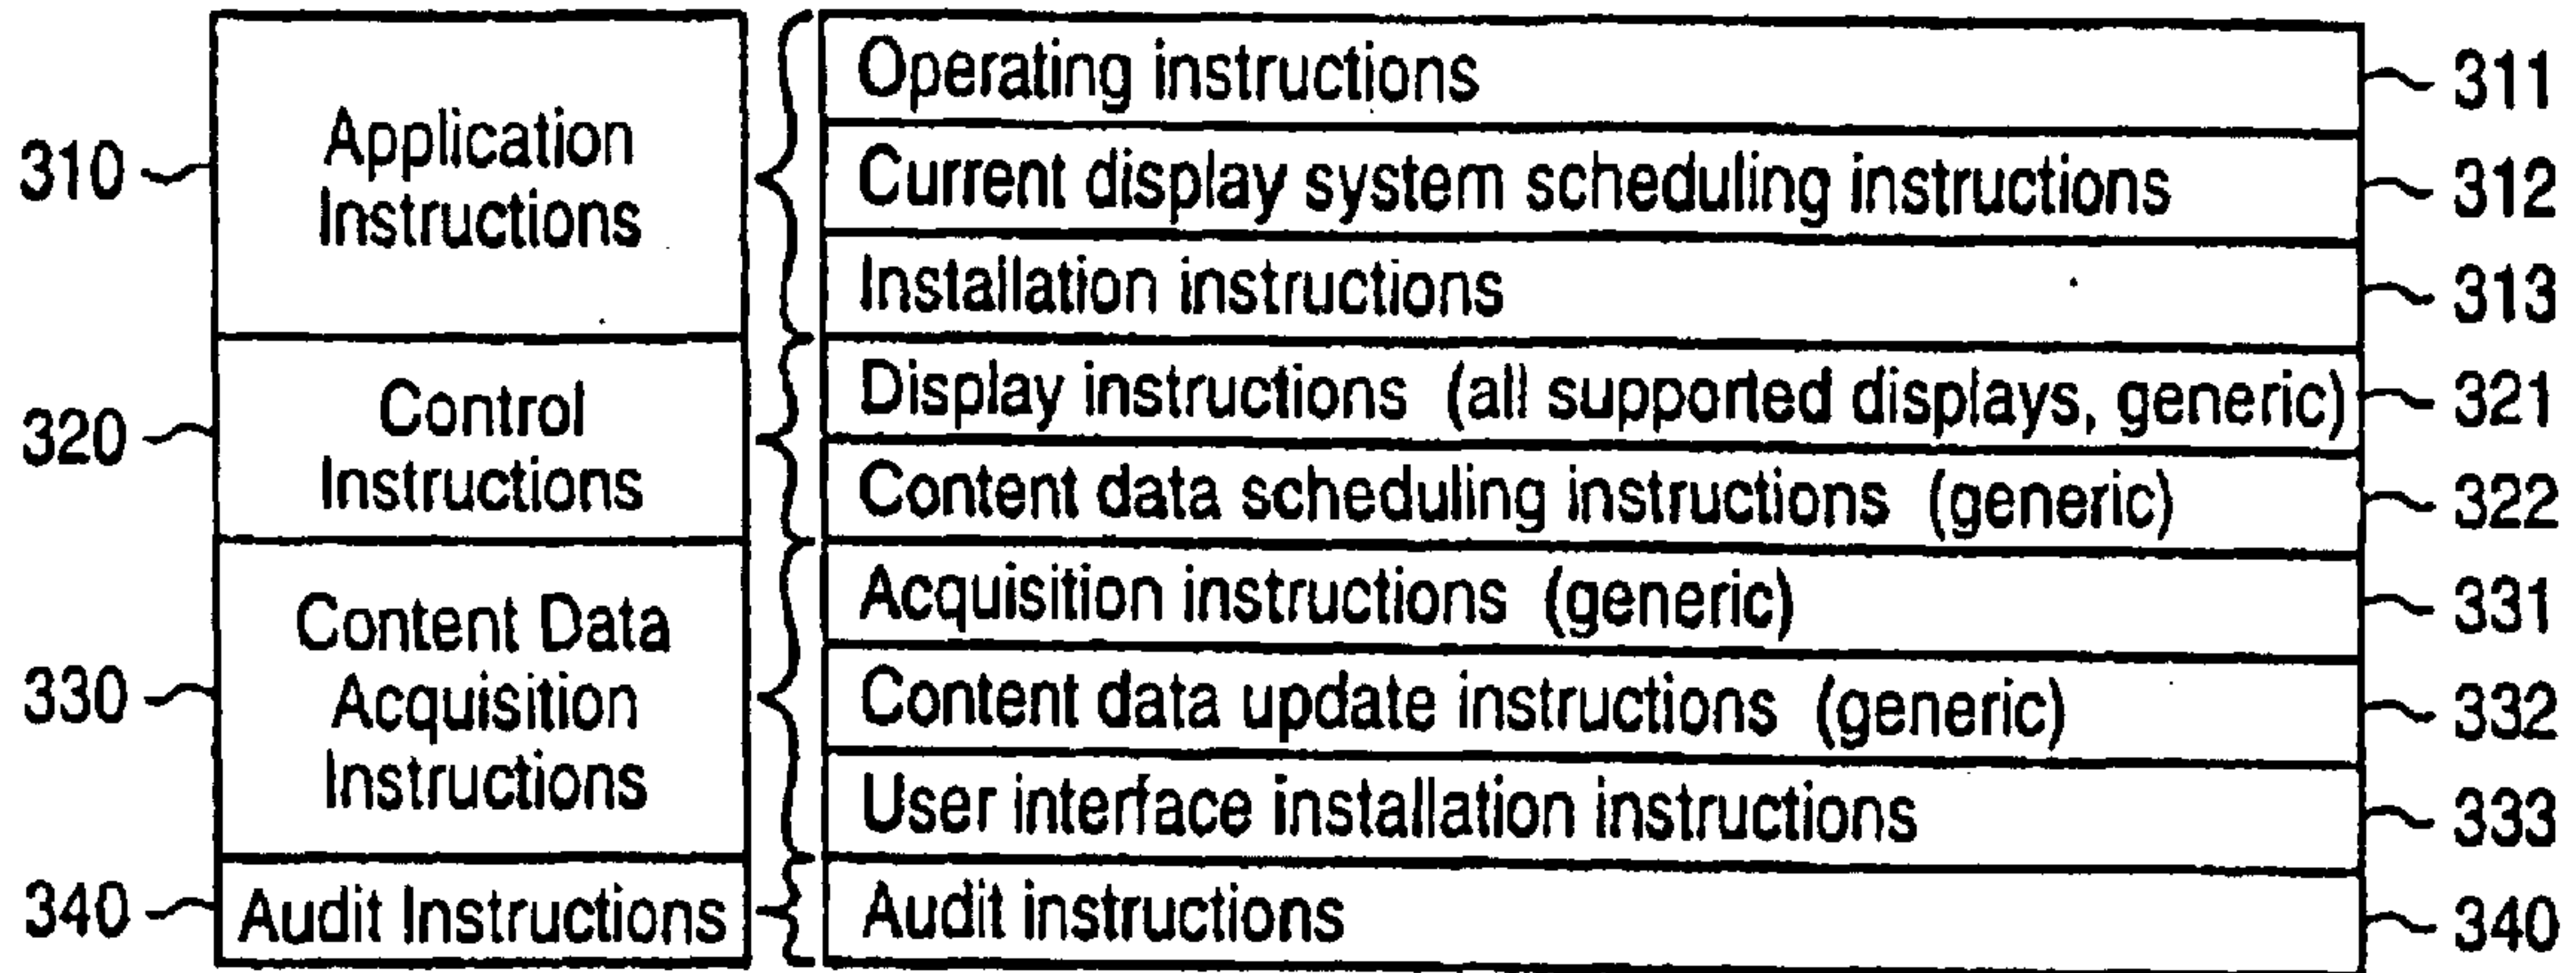 310
Application
Instructions
320
Control
Instructions
330
Content Data
Acquisition
Instructions
340
Audit Instructions
Operating instructions
311
Current display system scheduling instructions
312
Installation instructions
313
Display instructions (all supported displays, generic)
321
Content data scheduling instructions (generic)
322
Acquisition instructions (generic)
331
Content data update instructions (generic)
332
User interface installation instructions
333
Audit instructions
340